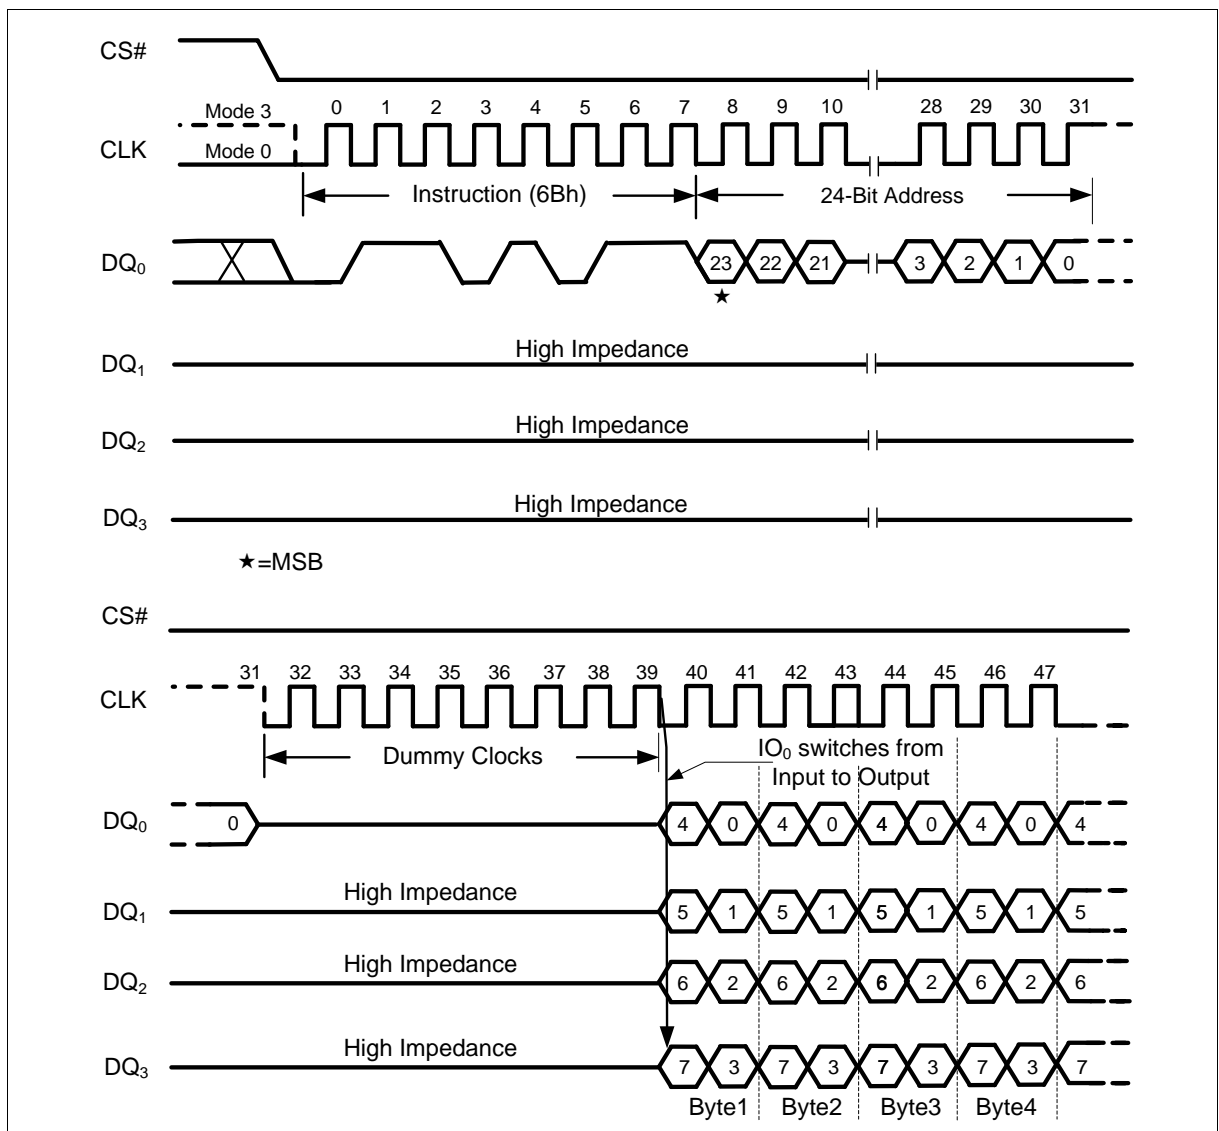 CS#
Mode 3 0 1 2 3 4 5 6 7 8 9 10 28 29 30 31
CLK
Mode 0
Instruction (6Bh) 24-Bit Address
DQ0 23 22 21 3 2 1 0
★
High Impedance
DQ1
High Impedance
DQ2
High Impedance
DQ3
★=MSB
CS#
31 32 33 34 35 36 37 38 39 40 41 42 43 44 45 46 47
CLK
Dummy Clocks
IO0 switches from
Input to Output
DQ0 0 4 0 4 0 4 0 4 0 4
High Impedance
DQ1 5 1 5 1 5 1 5 1 5
High Impedance
DQ2 6 2 6 2 6 2 6 2 6
High Impedance
DQ3 7 3 7 3 7 3 7 3 7
Byte1 Byte2 Byte3 Byte4